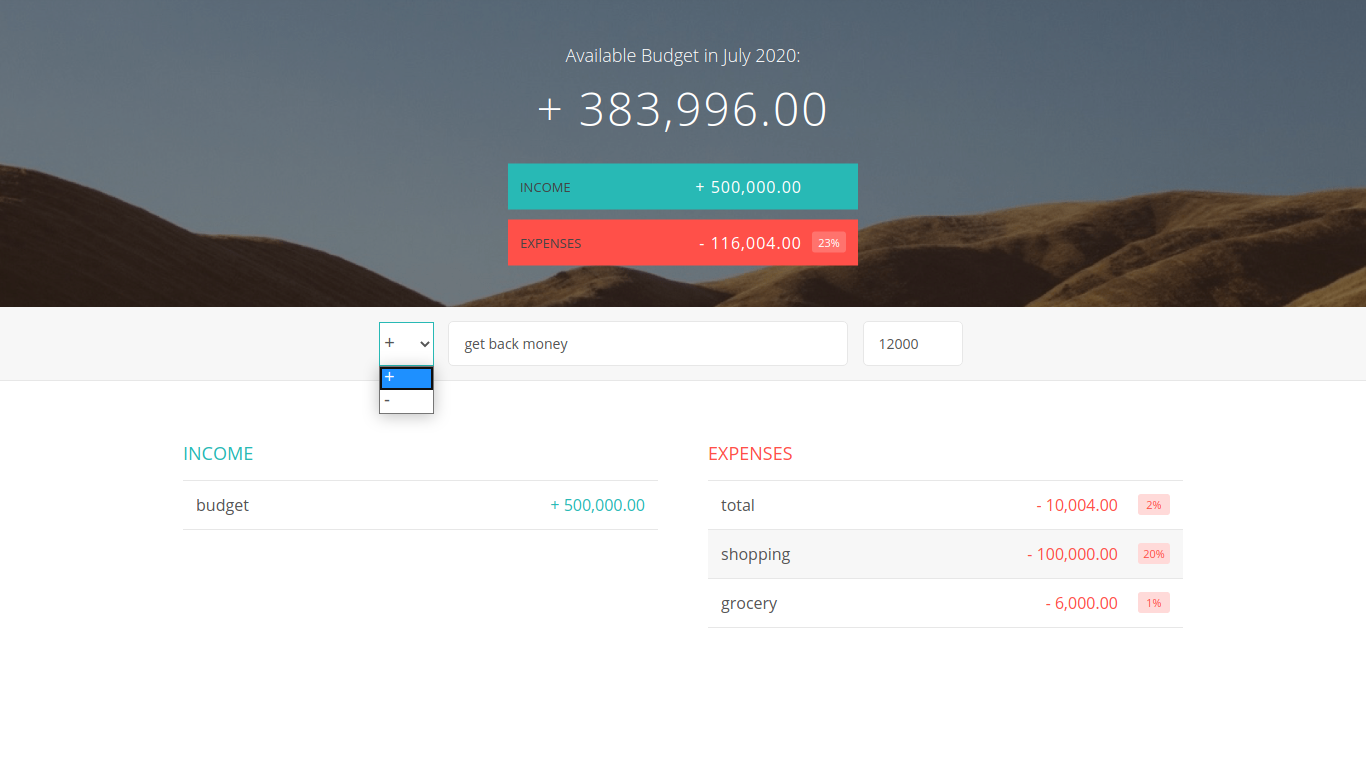 Available Budget in July 2020:
+ 383,996.00
INCOME + 500,000.00
EXPENSES - 116,004.00 23%
+ get back money 12000
+
-
INCOME
budget + 500,000.00
EXPENSES
total - 10,004.00 2%
shopping - 100,000.00 20%
grocery - 6,000.00 1%